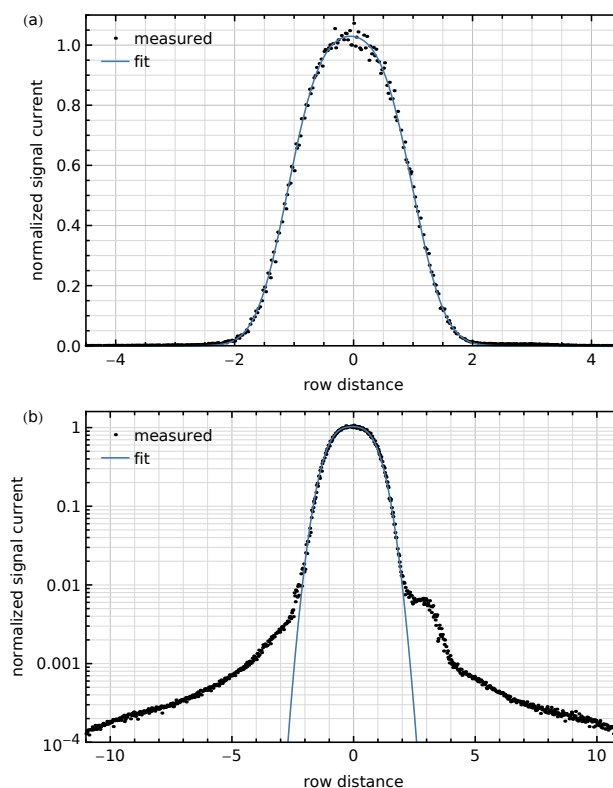 (a)
normalized signal current
1.0
0.8
0.6
0.4
0.2
0.0
measured
fit
−4
−2
0
2
4
row distance
(b)
normalized signal current
1
0.1
0.01
0.001
10⁻⁴
measured
fit
−10
−5
0
5
10
row distance